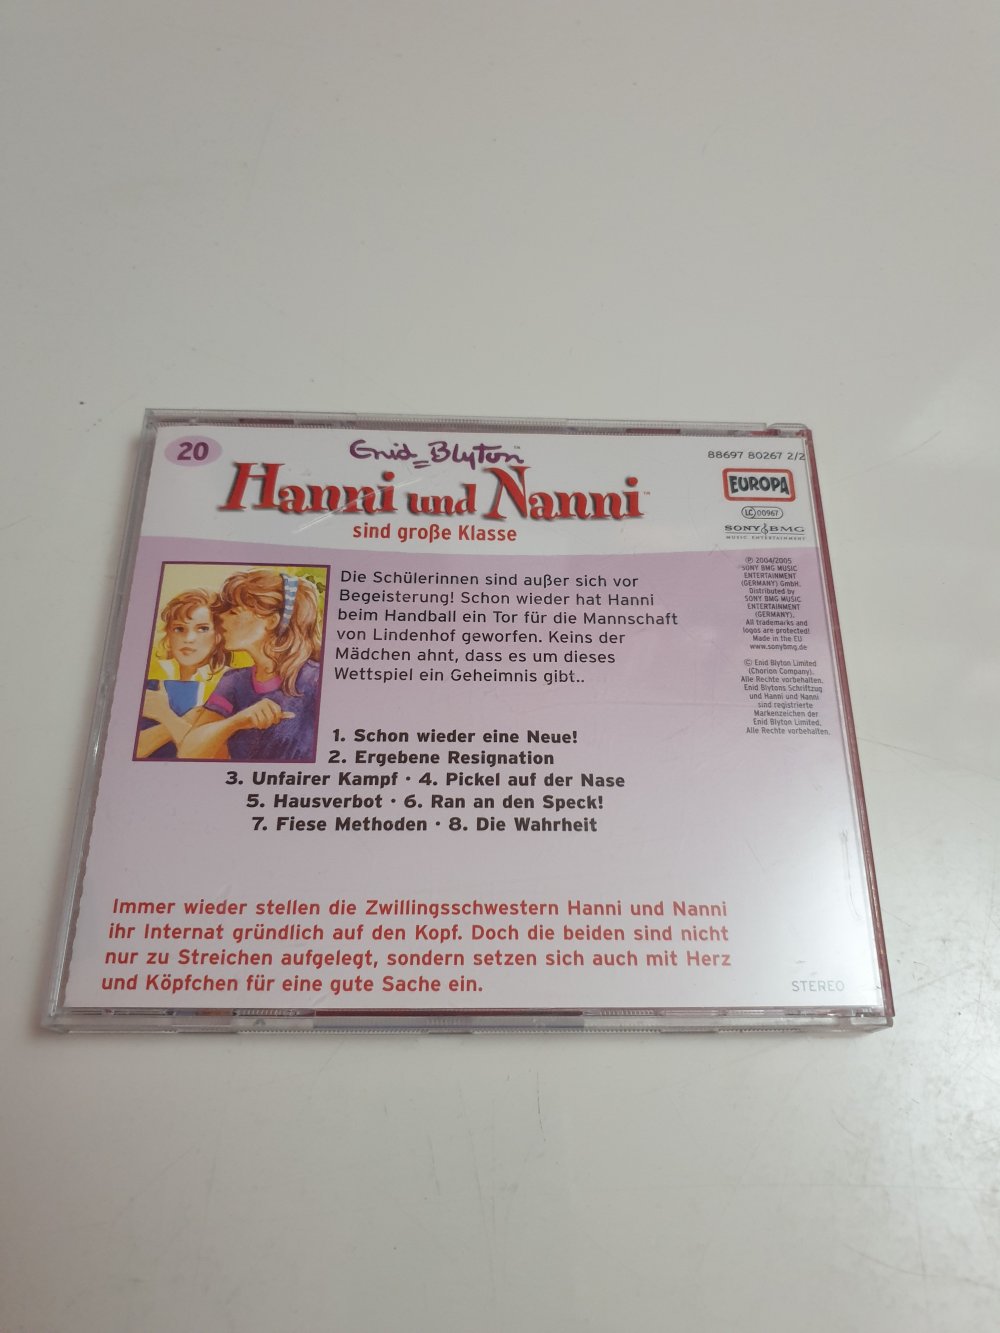 20
Enid Blyton™
Hanni und Nanni™
sind große Klasse
88697 80267 2/2
EUROPA
LC 00967
SONY BMG
MUSIC ENTERTAINMENT
℗ 2004/2005
SONY BMG MUSIC
ENTERTAINMENT
(GERMANY) GmbH.
Distributed by
SONY BMG MUSIC
ENTERTAINMENT
(GERMANY).
All trademarks and
logos are protected!
Made in the EU
www.sonybmg.de
© Enid Blyton Limited
(Chorion Company).
Alle Rechte vorbehalten.
Enid Blytons Schriftzug
und Hanni und Nanni
sind registrierte
Markenzeichen der
Enid Blyton Limited.
Alle Rechte vorbehalten.
Die Schülerinnen sind außer sich vor
Begeisterung! Schon wieder hat Hanni
beim Handball ein Tor für die Mannschaft
von Lindenhof geworfen. Keins der
Mädchen ahnt, dass es um dieses
Wettspiel ein Geheimnis gibt..
1. Schon wieder eine Neue!
2. Ergebene Resignation
3. Unfairer Kampf · 4. Pickel auf der Nase
5. Hausverbot · 6. Ran an den Speck!
7. Fiese Methoden · 8. Die Wahrheit
Immer wieder stellen die Zwillingsschwestern Hanni und Nanni
ihr Internat gründlich auf den Kopf. Doch die beiden sind nicht
nur zu Streichen aufgelegt, sondern setzen sich auch mit Herz
und Köpfchen für eine gute Sache ein.
STEREO